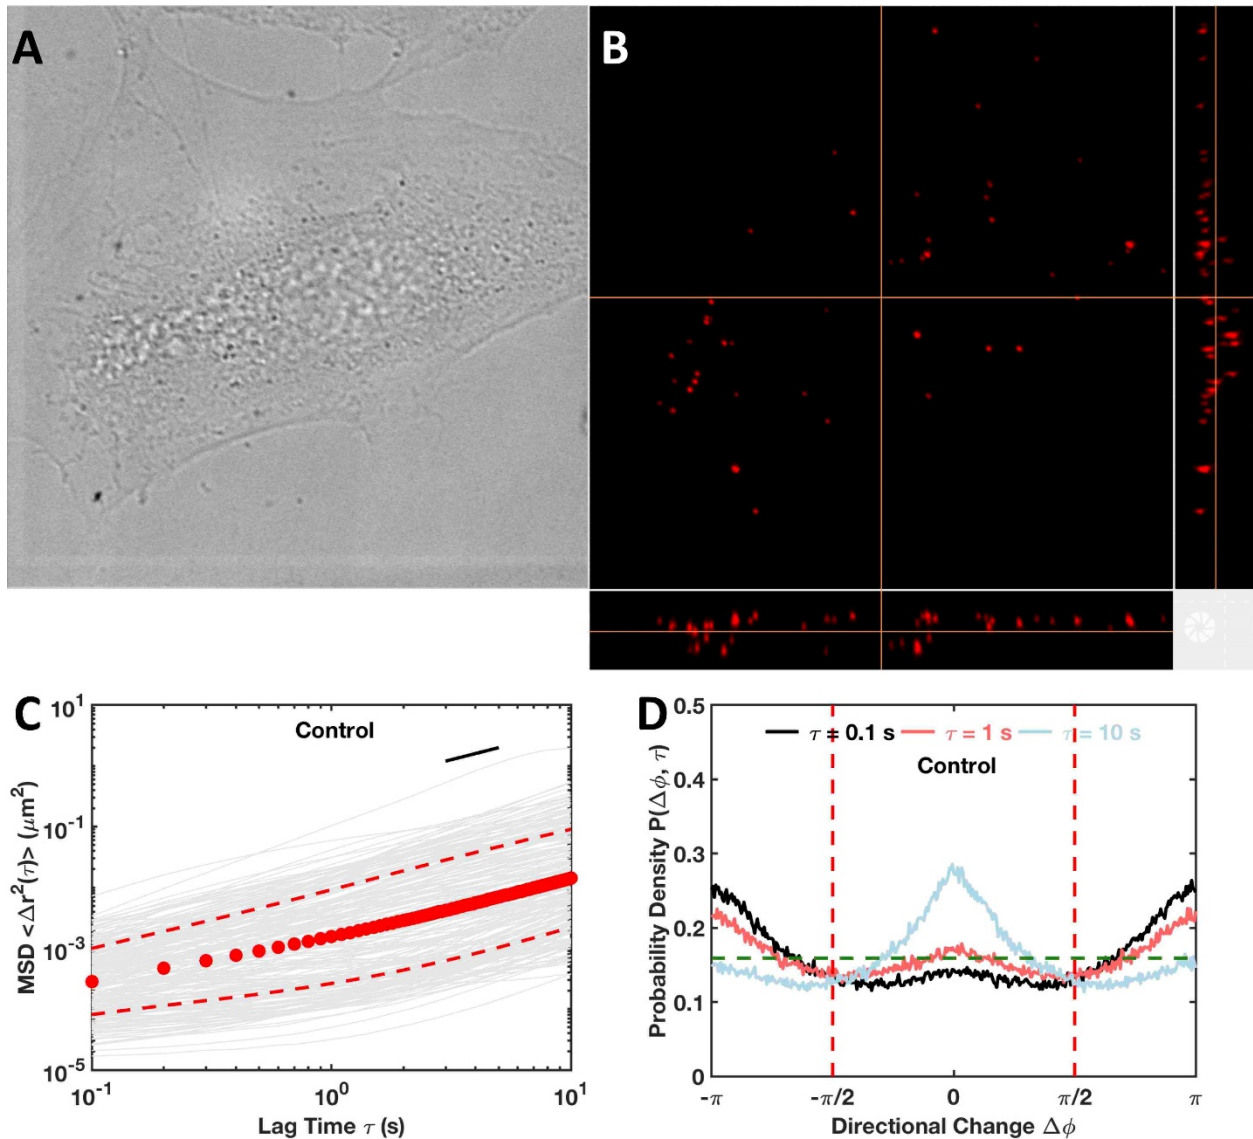 A
B
C
Control
MSD <Δr²(τ)> (μm²)
10¹
10⁻¹
10⁻³
10⁻⁵
10⁻¹
10⁰
10¹
Lag Time τ (s)
D
τ = 0.1 s
τ = 1 s
τ = 10 s
Control
Probability Density P(Δϕ, τ)
0.5
0.4
0.3
0.2
0.1
0
-π
-π/2
0
π/2
π
Directional Change Δϕ